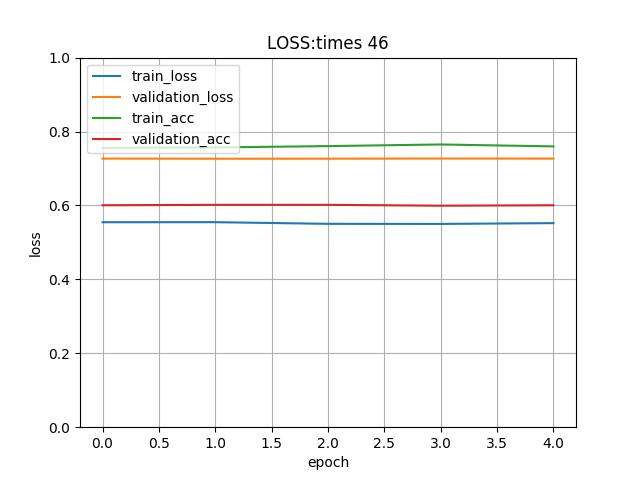 LOSS:times 46
train_loss
validation_loss
train_acc
validation_acc
1.0
0.8
0.6
0.4
0.2
0.0
loss
0.0 0.5 1.0 1.5 2.0 2.5 3.0 3.5 4.0
epoch